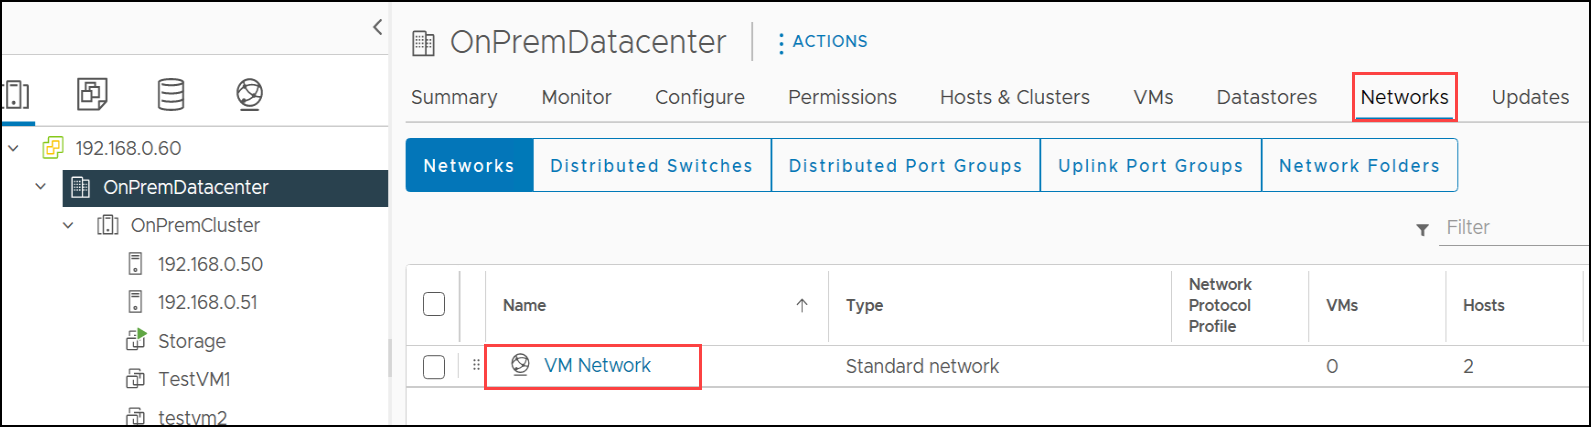 OnPremDatacenter
ACTIONS
Summary Monitor Configure Permissions Hosts & Clusters VMs Datastores Networks Updates
192.168.0.60
OnPremDatacenter
OnPremCluster
192.168.0.50
192.168.0.51
Storage
TestVM1
testvm2
Networks Distributed Switches Distributed Port Groups Uplink Port Groups Network Folders
Filter
Name Type Network Protocol Profile VMs Hosts
VM Network Standard network 0 2